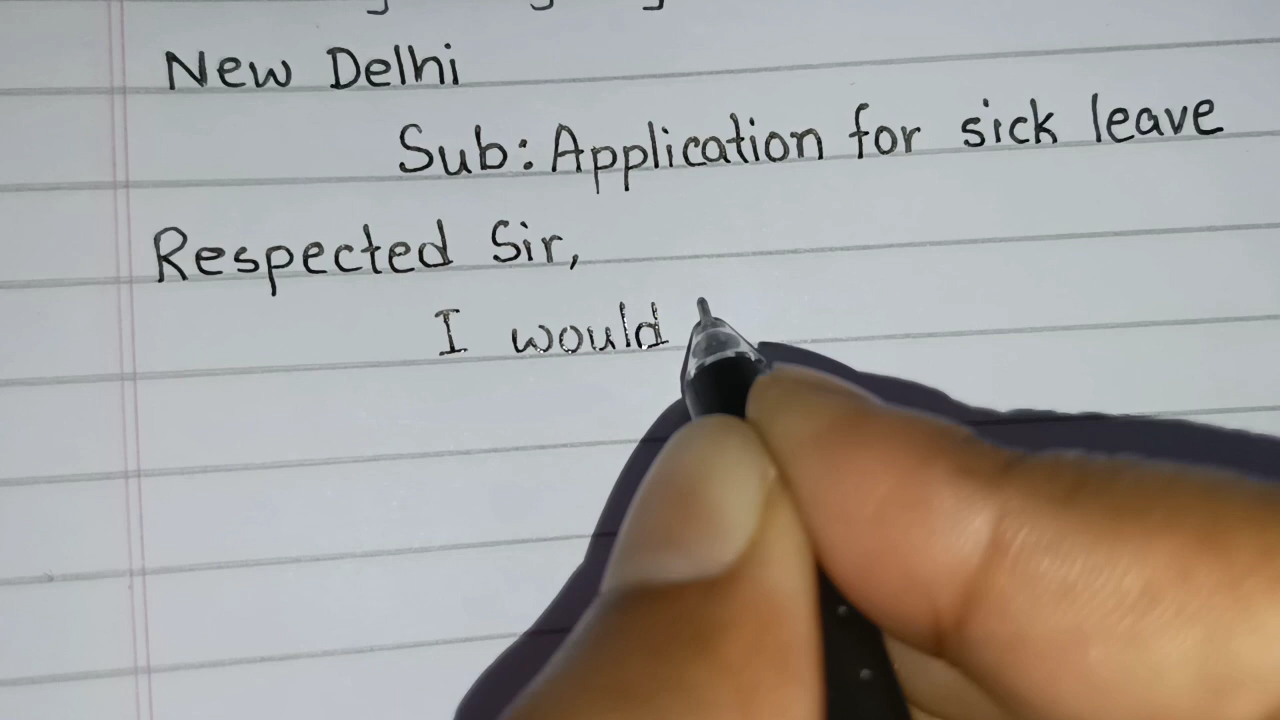 New Delhi
Sub: Application for sick leave
Respected Sir,
I would